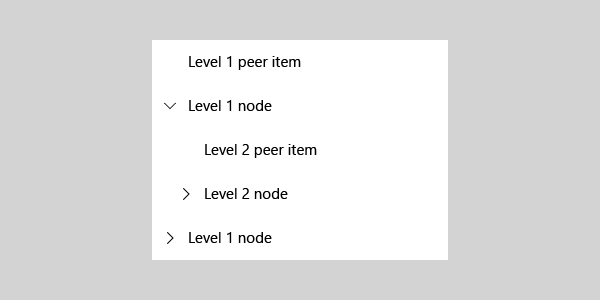 Level 1 peer item
Level 1 node
Level 2 peer item
Level 2 node
Level 1 node